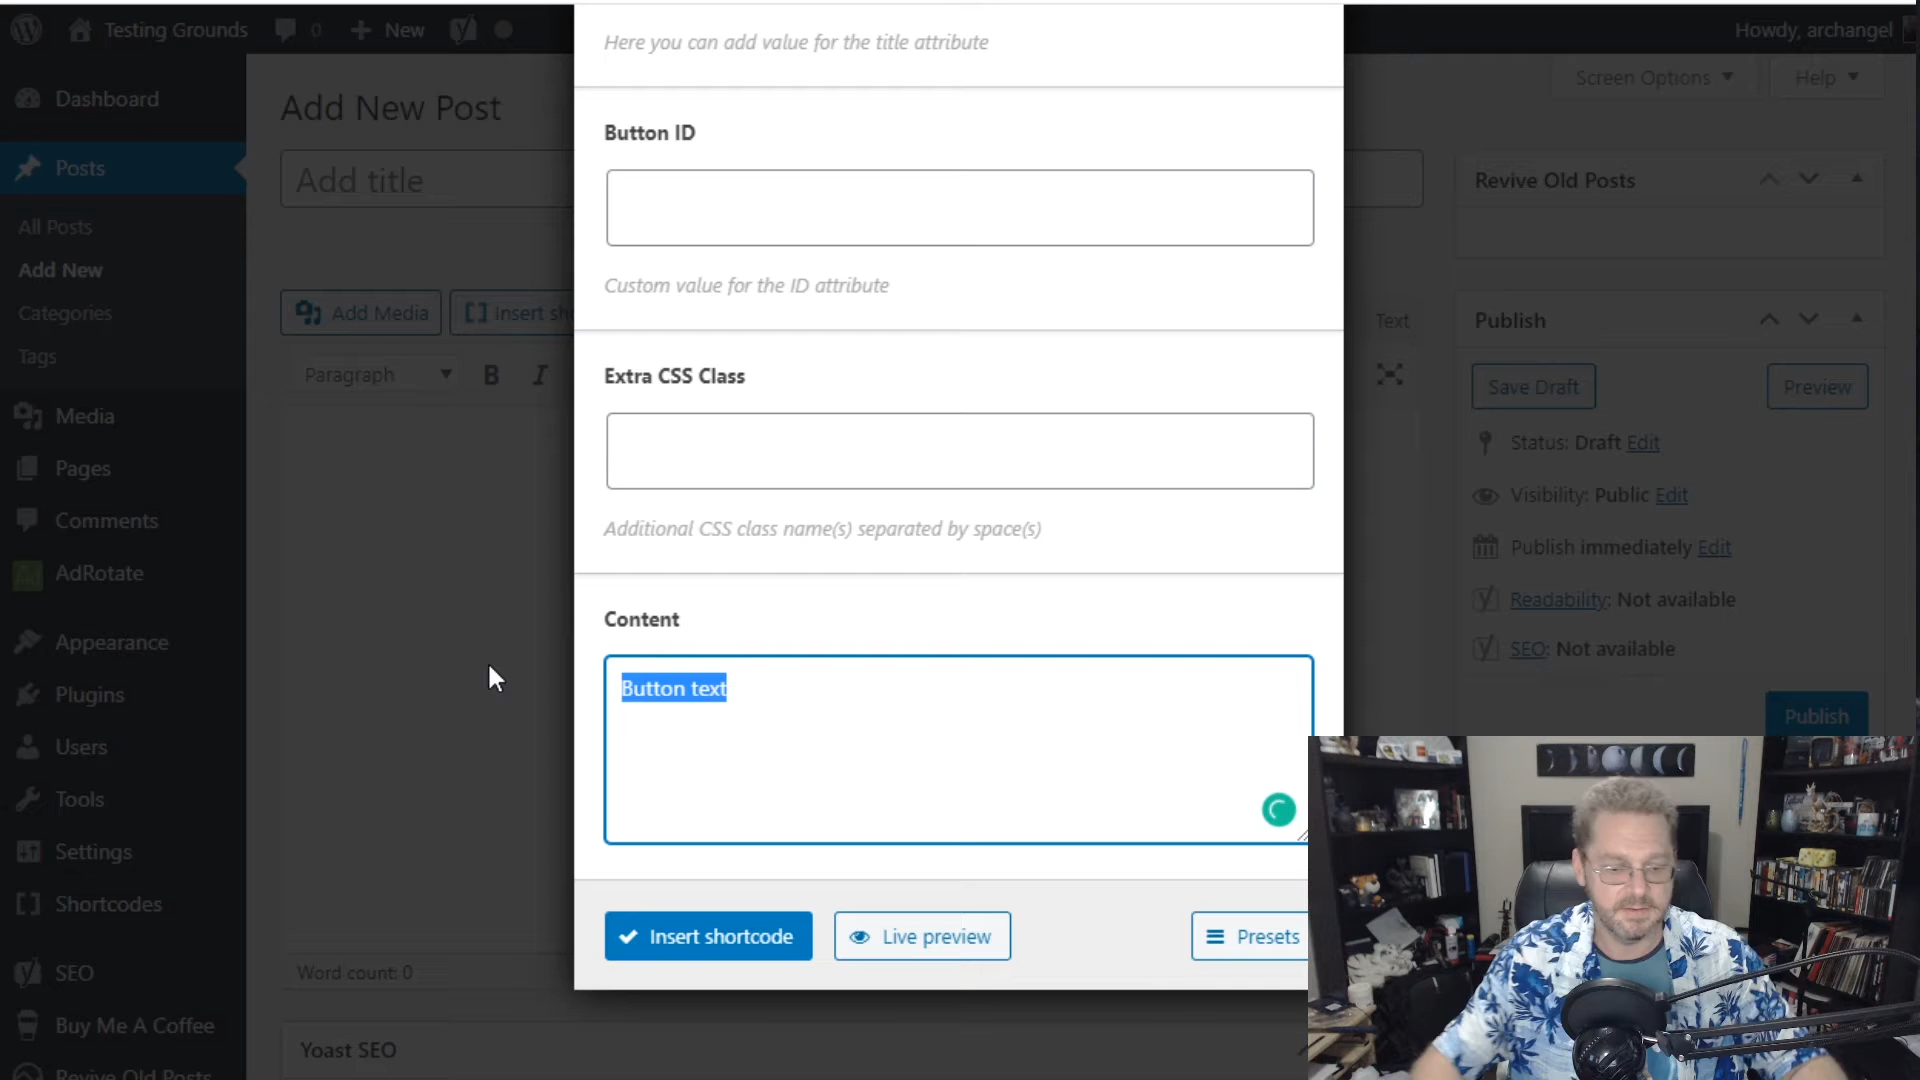 Testing Grounds
0
New
Howdy, archangel
Here you can add value for the title attribute
Screen Options
Help
Dashboard
Add New Post
Button ID
Posts
Add title
Revive Old Posts
All Posts
Add New
Custom value for the ID attribute
Categories
Add Media
Insert sh
Text
Publish
Tags
Paragraph
B
I
Extra CSS Class
Save Draft
Preview
Media
Status: Draft Edit
Pages
Visibility: Public Edit
Comments
Additional CSS class name(s) separated by space(s)
Publish immediately Edit
AdRotate
Readability: Not available
Content
Appearance
SEO: Not available
Button text
Plugins
Publish
Users
Tools
Settings
Shortcodes
Insert shortcode
Live preview
Presets
Word count: 0
SEO
Buy Me A Coffee
Yoast SEO
Revive Old Posts